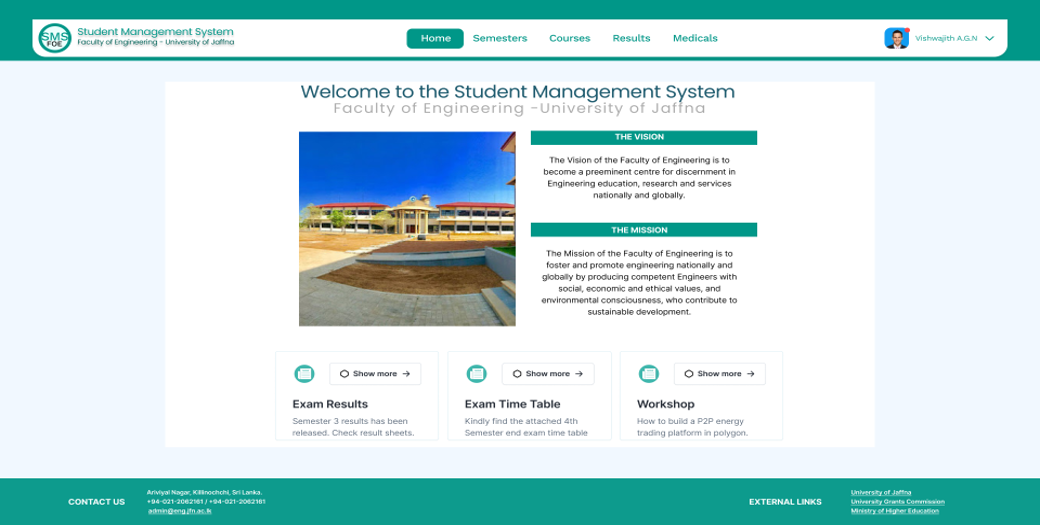 SMS
FOE
Student Management System
Faculty of Engineering - University of Jaffna
Home
Semesters
Courses
Results
Medicals
Vishwajith A.G.N
Welcome to the Student Management System
Faculty of Engineering -University of Jaffna
THE VISION
The Vision of the Faculty of Engineering is to
become a preeminent centre for discernment in
Engineering education, research and services
nationally and globally.
THE MISSION
The Mission of the Faculty of Engineering is to
foster and promote engineering nationally and
globally by producing competent Engineers with
social, economic and ethical values, and
environmental consciousness, who contribute to
sustainable development.
Show more
Exam Results
Semester 3 results has been
released. Check result sheets.
Show more
Exam Time Table
Kindly find the attached 4th
Semester end exam time table
Show more
Workshop
How to build a P2P energy
trading platform in polygon.
CONTACT US
Ariviyal Nagar, Killinochchi, Sri Lanka.
+94-021-2062161 / +94-021-2062161
admin@eng.jfn.ac.lk
EXTERNAL LINKS
University of Jaffna
University Grants Commission
Ministry of Higher Education